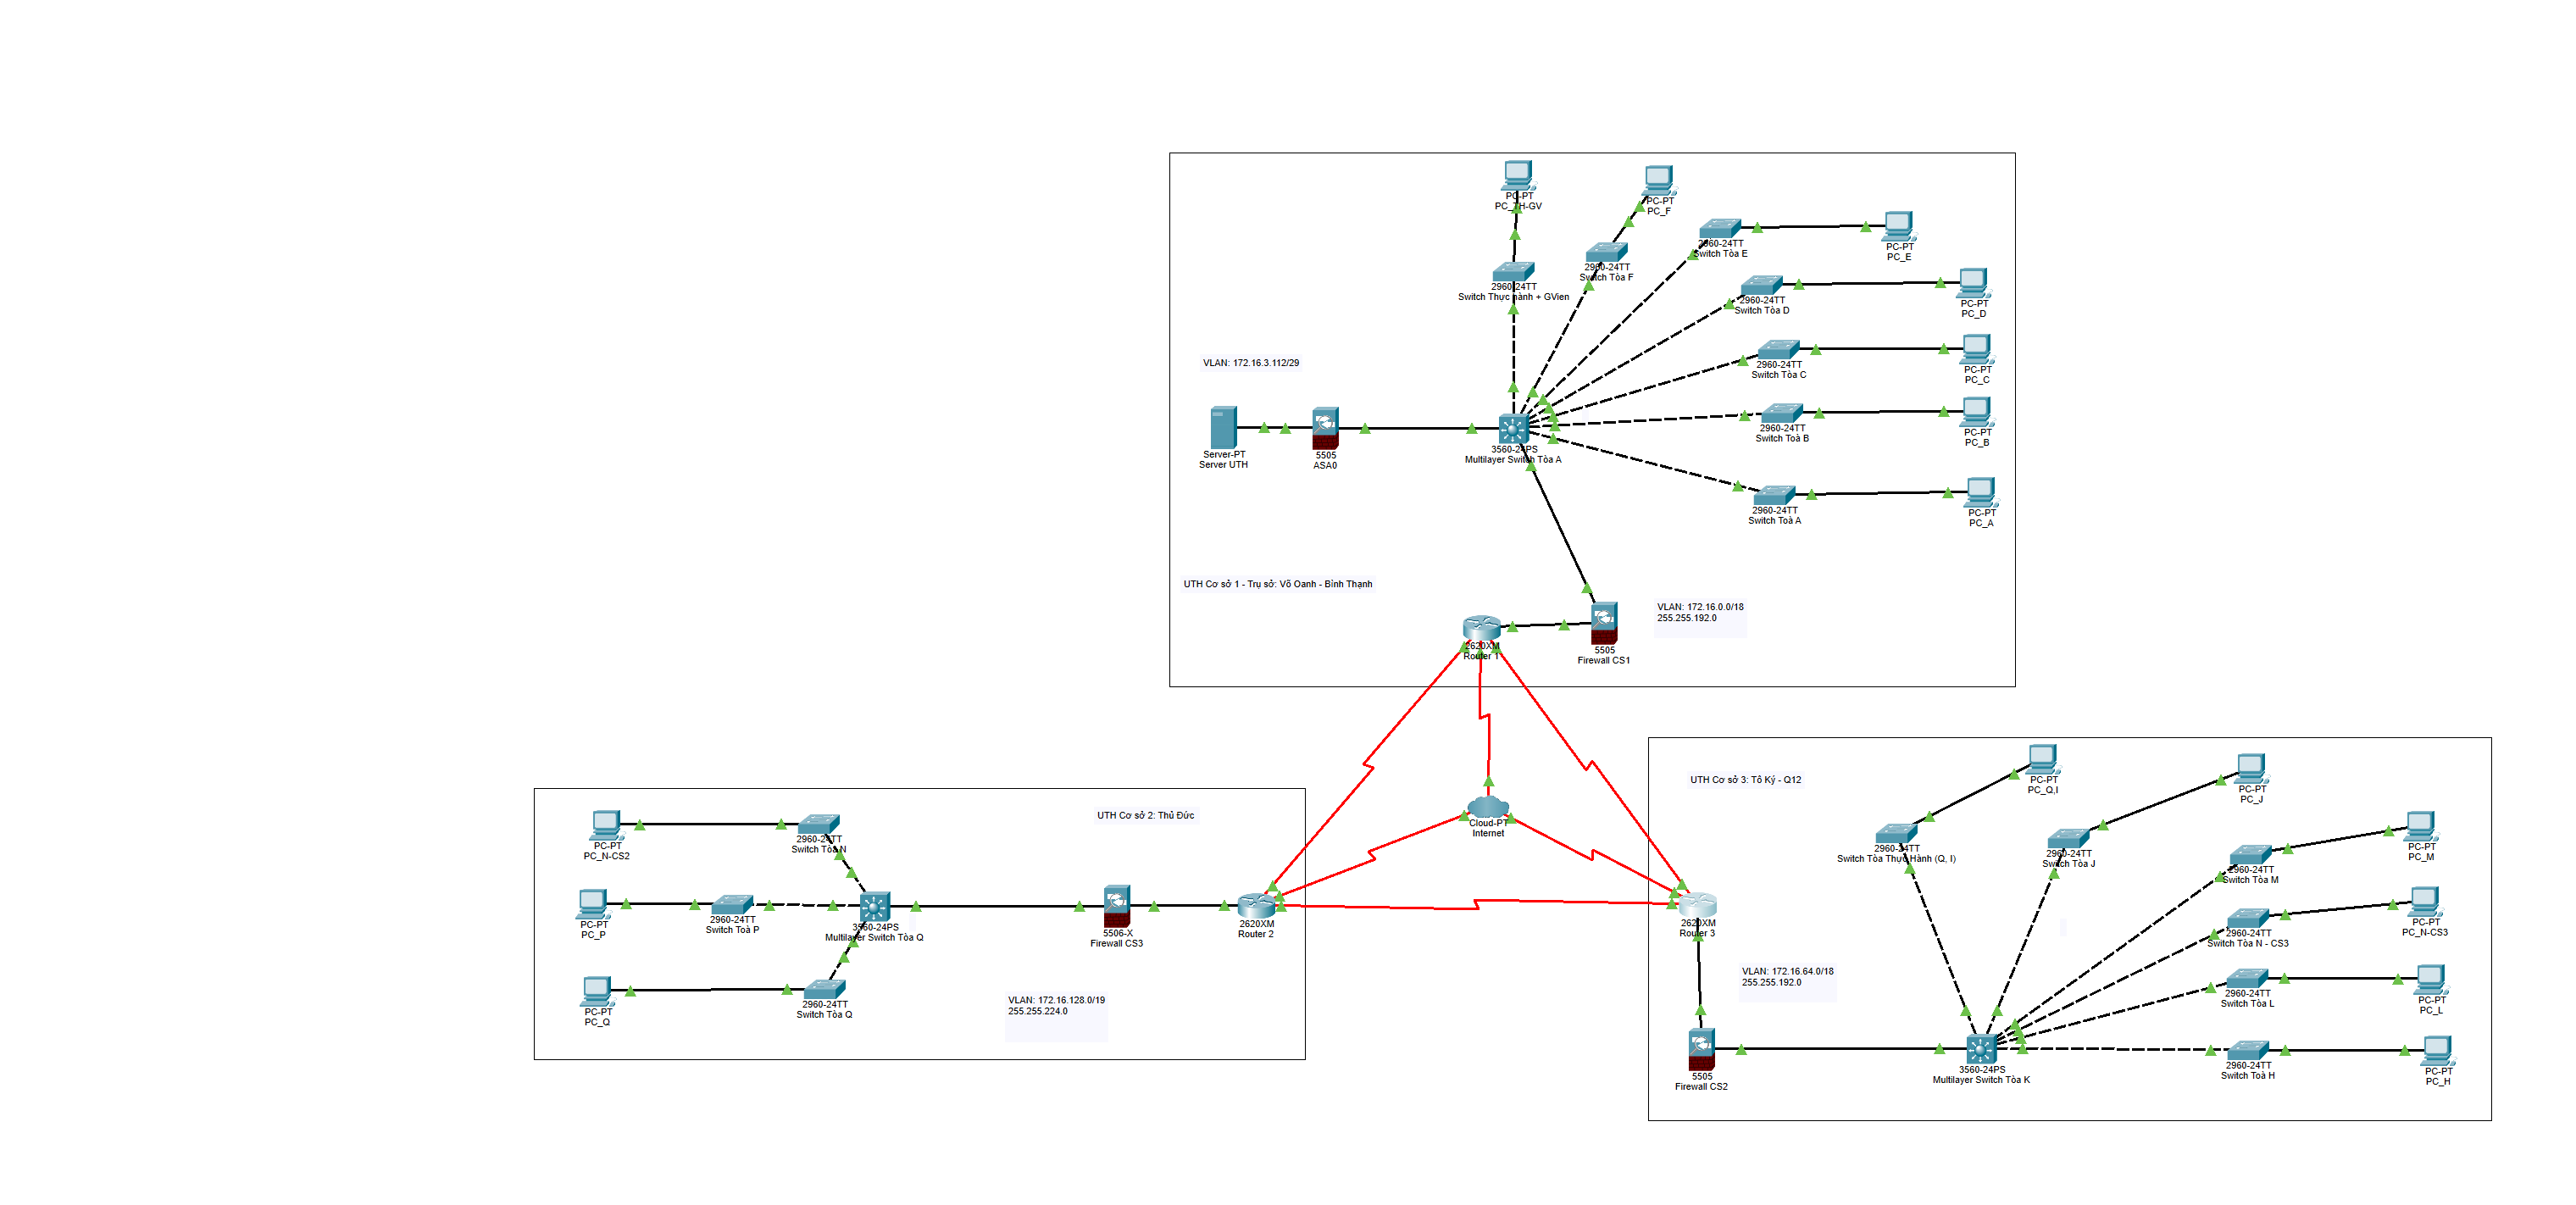 PC-PT
PC_TH-GV
PC-PT
PC_F
2960-24TT
Switch Tòa E
PC-PT
PC_E
2960-24TT
Switch Tòa F
2960-24TT
Switch Thực hành + GVien
2960-24TT
Switch Tòa D
PC-PT
PC_D
VLAN: 172.16.3.112/29
2960-24TT
Switch Tòa C
PC-PT
PC_C
Server-PT
Server UTH
5505
ASA0
3560-24PS
Multilayer Switch Tòa A
2960-24TT
Switch Toà B
PC-PT
PC_B
2960-24TT
Switch Toà A
PC-PT
PC_A
UTH Cơ sở 1 - Trụ sở: Võ Oanh - Bình Thạnh
VLAN: 172.16.0.0/18
255.255.192.0
2620XM
Router 1
5505
Firewall CS1
UTH Cơ sở 2: Thủ Đức
PC-PT
PC_N-CS2
2960-24TT
Switch Tòa N
PC-PT
PC_P
2960-24TT
Switch Toà P
3560-24PS
Multilayer Switch Tòa Q
5506-X
Firewall CS3
2620XM
Router 2
PC-PT
PC_Q
2960-24TT
Switch Tòa Q
VLAN: 172.16.128.0/19
255.255.224.0
Cloud-PT
Internet
UTH Cơ sở 3: Tô Ký - Q12
PC-PT
PC_Q,I
PC-PT
PC_J
2960-24TT
Switch Tòa Thực Hành (Q, I)
2960-24TT
Switch Tòa J
PC-PT
PC_M
2960-24TT
Switch Tòa M
2620XM
Router 3
2960-24TT
Switch Tòa N - CS3
PC-PT
PC_N-CS3
VLAN: 172.16.64.0/18
255.255.192.0
2960-24TT
Switch Tòa L
PC-PT
PC_L
5505
Firewall CS2
3560-24PS
Multilayer Switch Tòa K
2960-24TT
Switch Toà H
PC-PT
PC_H